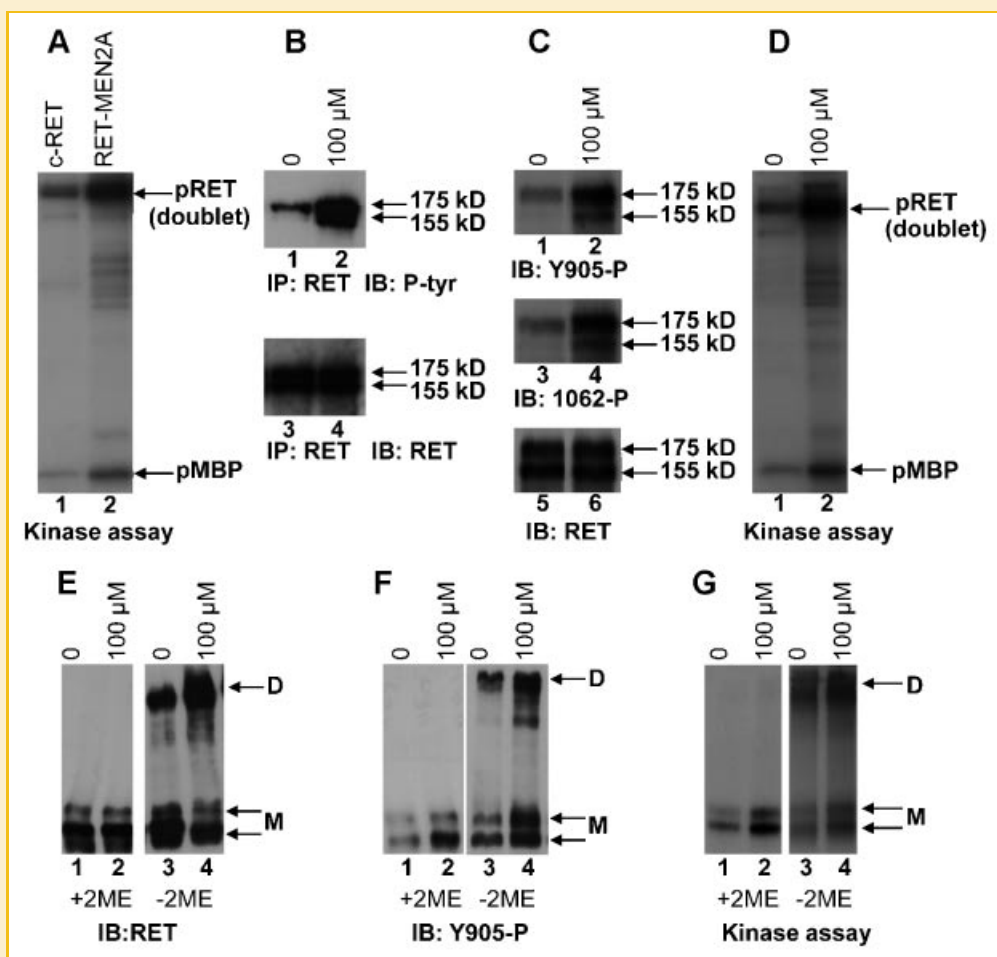 A
B
C
D
c-RET
RET-MEN2A
0
100 µM
0
100 µM
0
100 µM
pRET
(doublet)
pMBP
1 2
Kinase assay
175 kD
155 kD
1 2
IP: RET IB: P-tyr
175 kD
155 kD
3 4
IP: RET IB: RET
175 kD
155 kD
1 2
IB: Y905-P
175 kD
155 kD
3 4
IB: 1062-P
175 kD
155 kD
5 6
IB: RET
pRET
(doublet)
pMBP
1 2
Kinase assay
E
F
G
0
100 µM
0
100 µM
D
M
1 2 3 4
+2ME -2ME
IB:RET
0
100 µM
0
100 µM
D
M
1 2 3 4
+2ME -2ME
IB: Y905-P
0
100 µM
0
100 µM
D
M
1 2 3 4
+2ME -2ME
Kinase assay